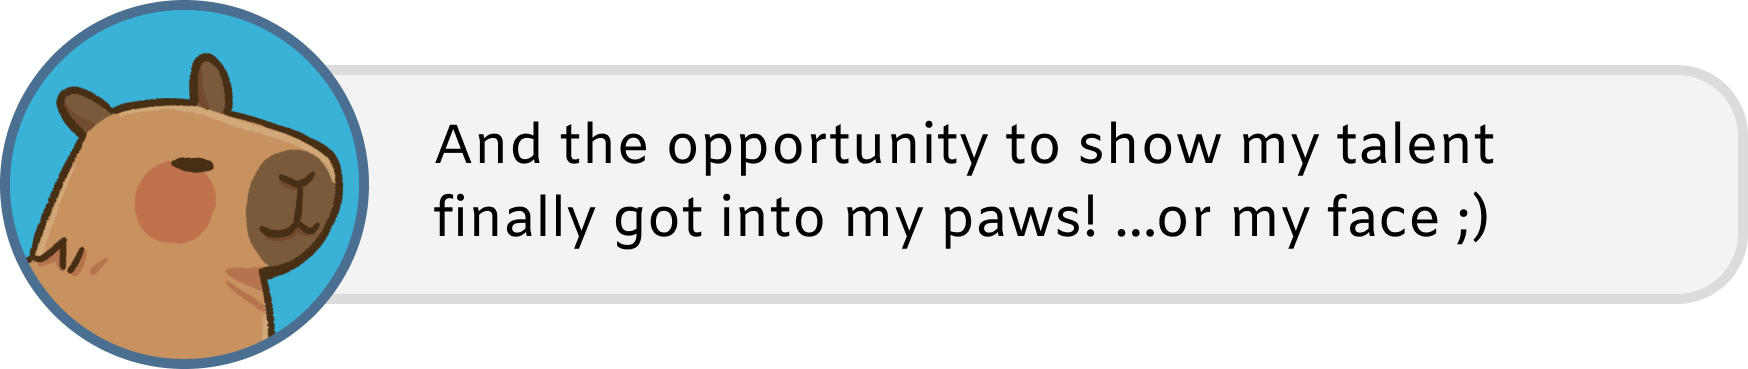 And the opportunity to show my talent
finally got into my paws! ...or my face ;)